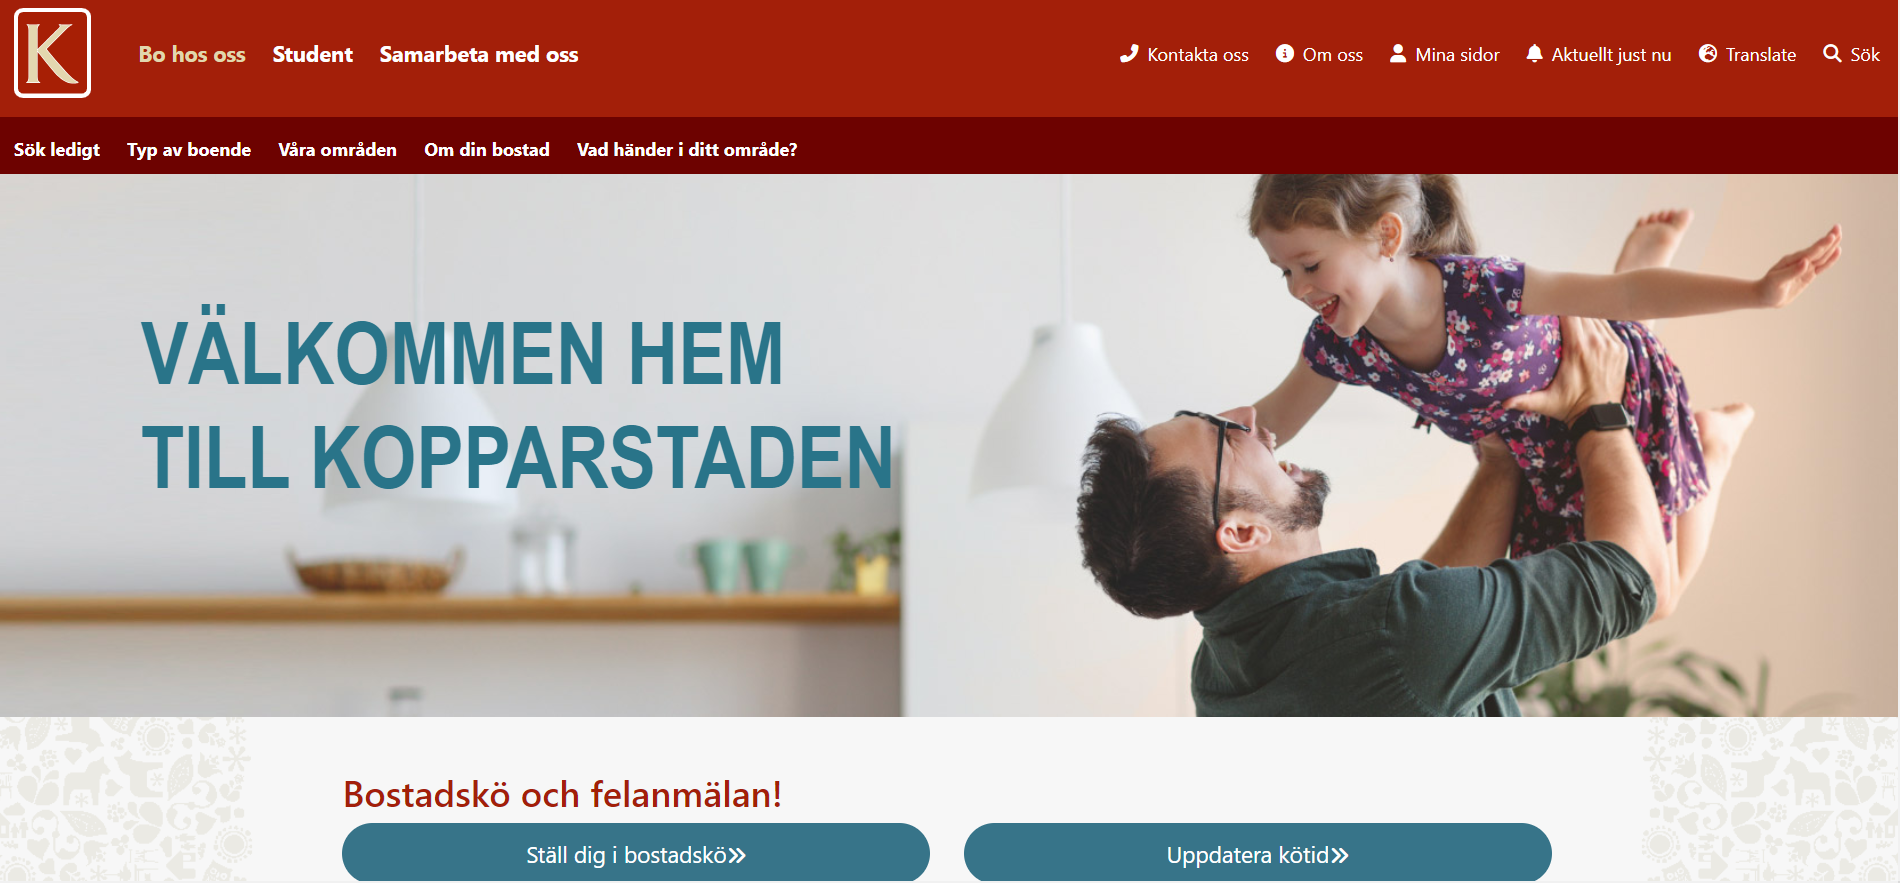 K
Bo hos oss Student Samarbeta med oss Kontakta oss Om oss Mina sidor Aktuellt just nu Translate Sök
Sök ledigt Typ av boende Våra områden Om din bostad Vad händer i ditt område?
VÄLKOMMEN HEM
TILL KOPPARSTADEN
Bostadskö och felanmälan!
Ställ dig i bostadskö» Uppdatera kötid»